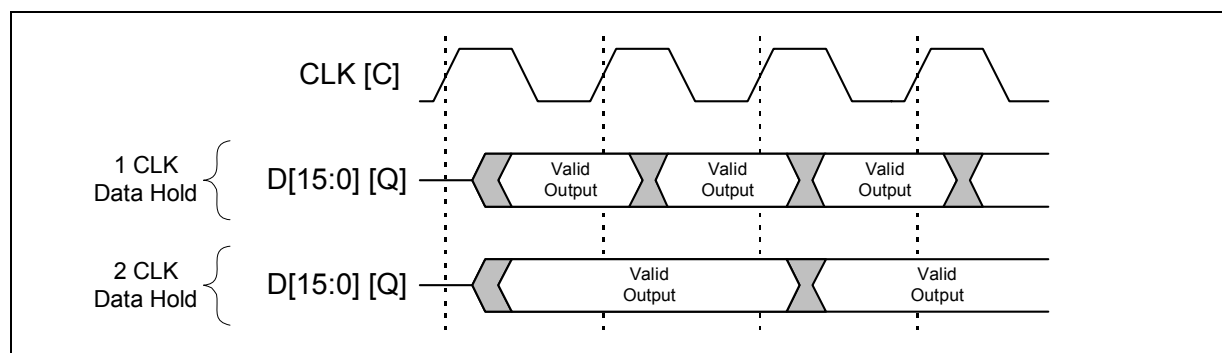 CLK [C]
1 CLK
Data Hold
D[15:0] [Q]
Valid
Output
Valid
Output
Valid
Output
2 CLK
Data Hold
D[15:0] [Q]
Valid
Output
Valid
Output